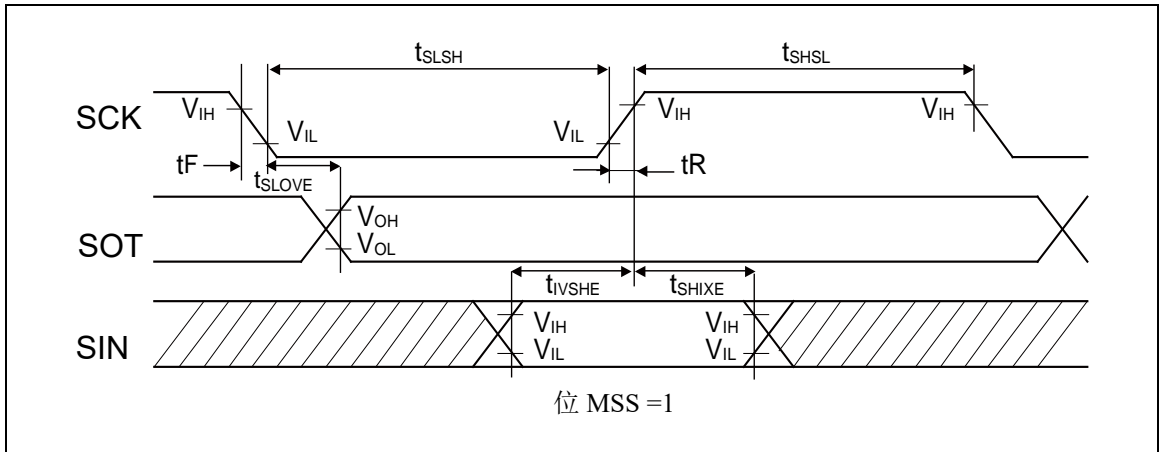 tSLSH tSHSL
SCK VIH VIL VIL VIH VIH
tF tSLOVE tR
SOT VOH VOL
tIVSHE tSHIXE
SIN VIH VIL VIH VIL
位 MSS =1